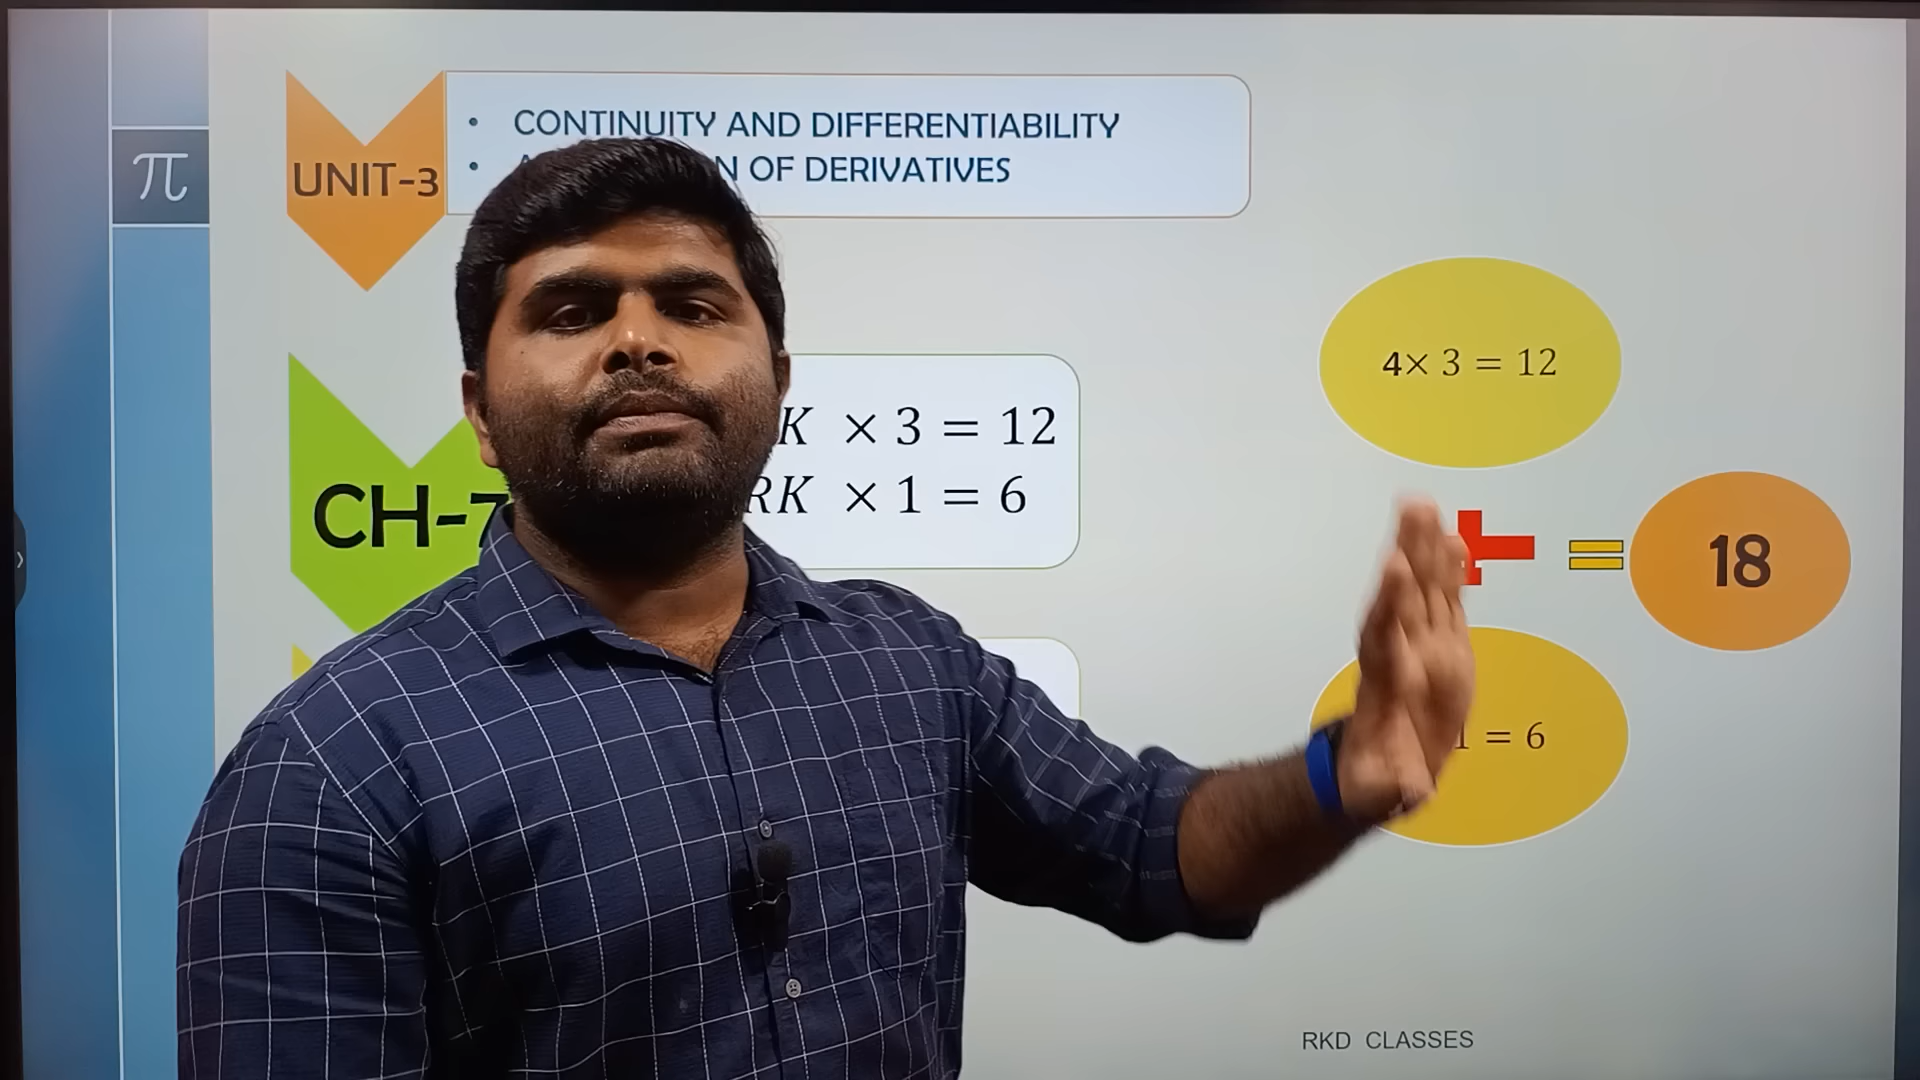 π
UNIT-3
• CONTINUITY AND DIFFERENTIABILITY
• OF DERIVATIVES
CH-7
× 3 = 12
× 1 = 6
4× 3 = 12
= 18
1 = 6
RKD CLASSES